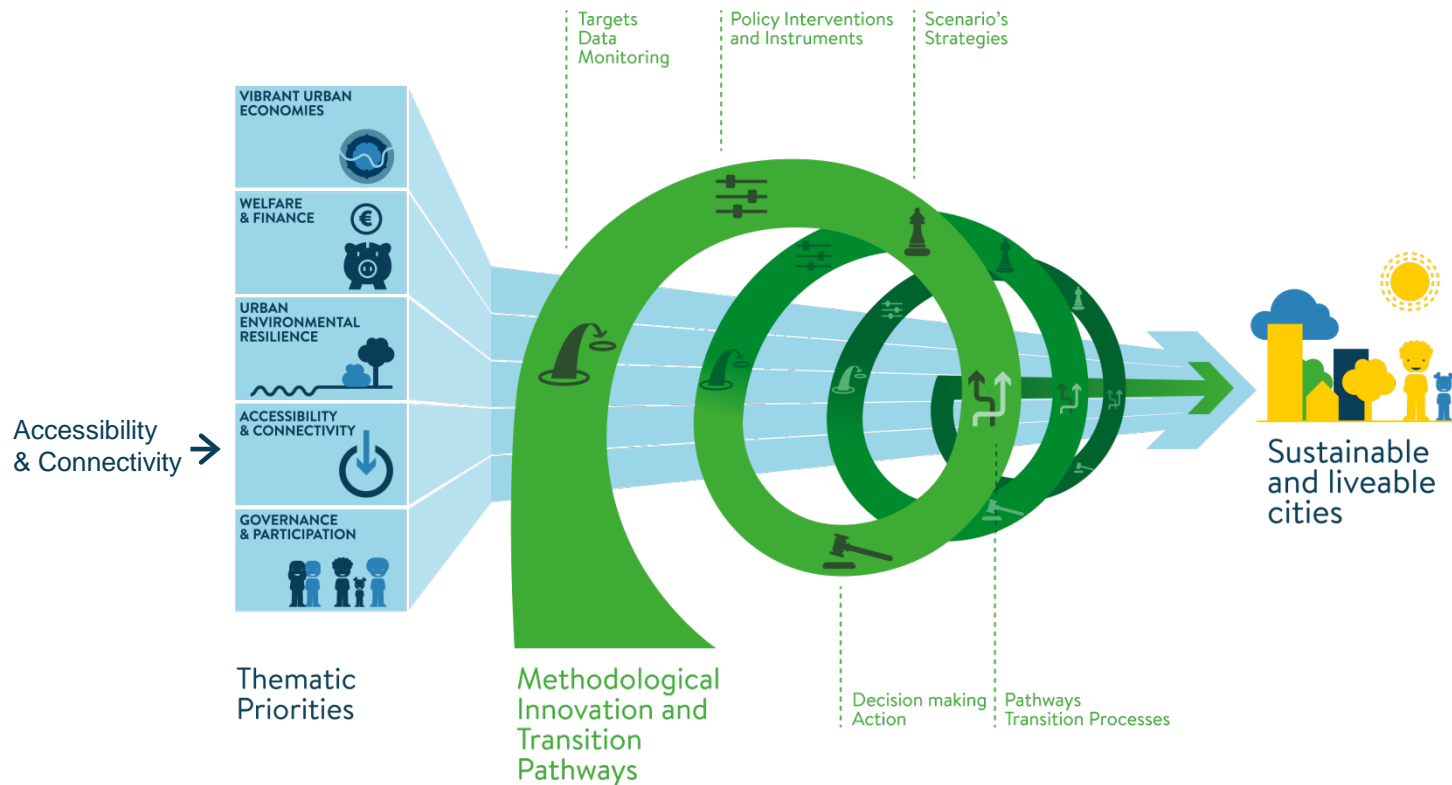 Targets
Data
Monitoring
Policy Interventions
and Instruments
Scenario's
Strategies
VIBRANT URBAN
ECONOMIES
WELFARE
& FINANCE
€
URBAN
ENVIRONMENTAL
RESILIENCE
Accessibility
& Connectivity
ACCESSIBILITY
& CONNECTIVITY
GOVERNANCE
& PARTICIPATION
Sustainable
and liveable
cities
Thematic
Priorities
Methodological
Innovation and
Transition
Pathways
Decision making
Action
Pathways
Transition Processes